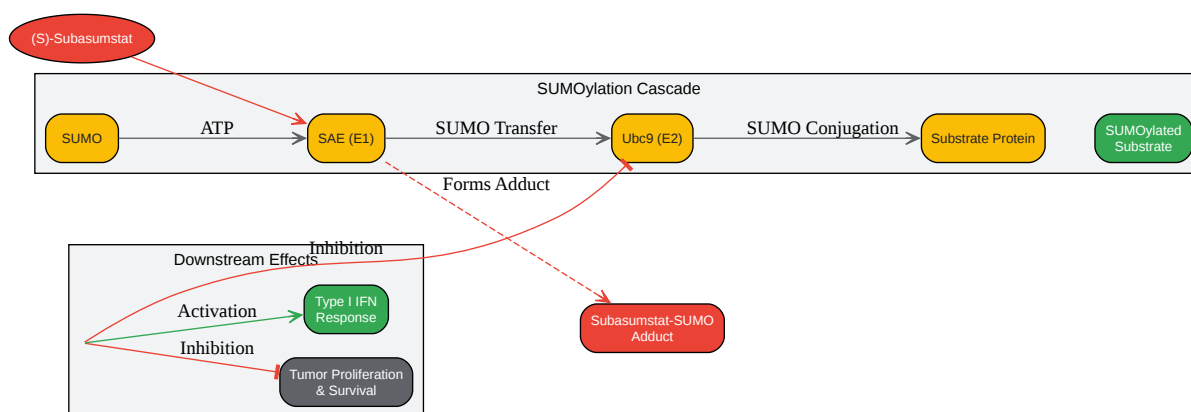 (S)-Subasumstat
SUMOylation Cascade
SUMO
ATP
SAE (E1)
SUMO Transfer
Ubc9 (E2)
SUMO Conjugation
Substrate Protein
SUMOylated
Substrate
Forms Adduct
Inhibition
Downstream Effects
Type I IFN
Response
Activation
Inhibition
Tumor Proliferation
& Survival
Subasumstat-SUMO
Adduct